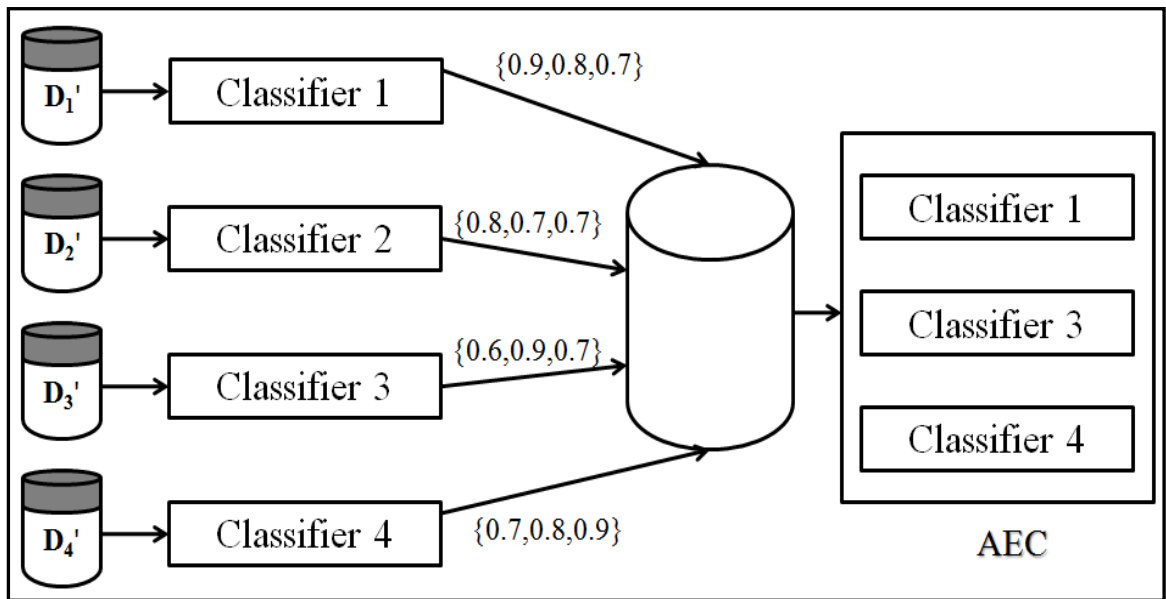 D1'
Classifier 1
{0.9,0.8,0.7}
D2'
Classifier 2
{0.8,0.7,0.7}
D3'
Classifier 3
{0.6,0.9,0.7}
D4'
Classifier 4
{0.7,0.8,0.9}
Classifier 1
Classifier 3
Classifier 4
AEC